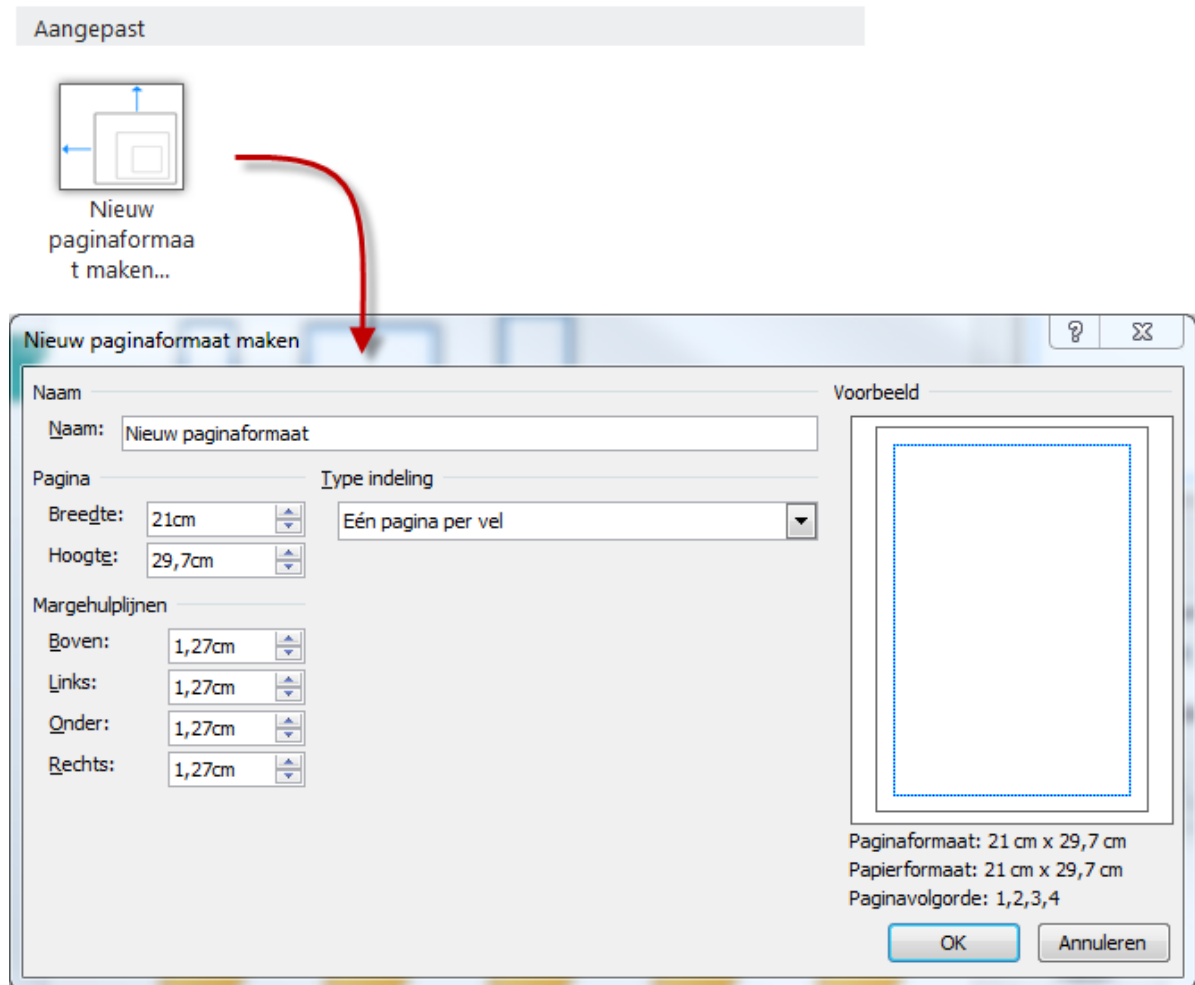 Aangepast
Nieuw
paginaformaa
t maken...
Nieuw paginaformaat maken
Naam
Naam: Nieuw paginaformaat
Pagina
Breedte: 21cm
Hoogte: 29,7cm
Type indeling
Eén pagina per vel
Margehulplijnen
Boven: 1,27cm
Links: 1,27cm
Onder: 1,27cm
Rechts: 1,27cm
Voorbeeld
Paginaformaat: 21 cm x 29,7 cm
Papierformaat: 21 cm x 29,7 cm
Paginavolgorde: 1,2,3,4
OK Annuleren